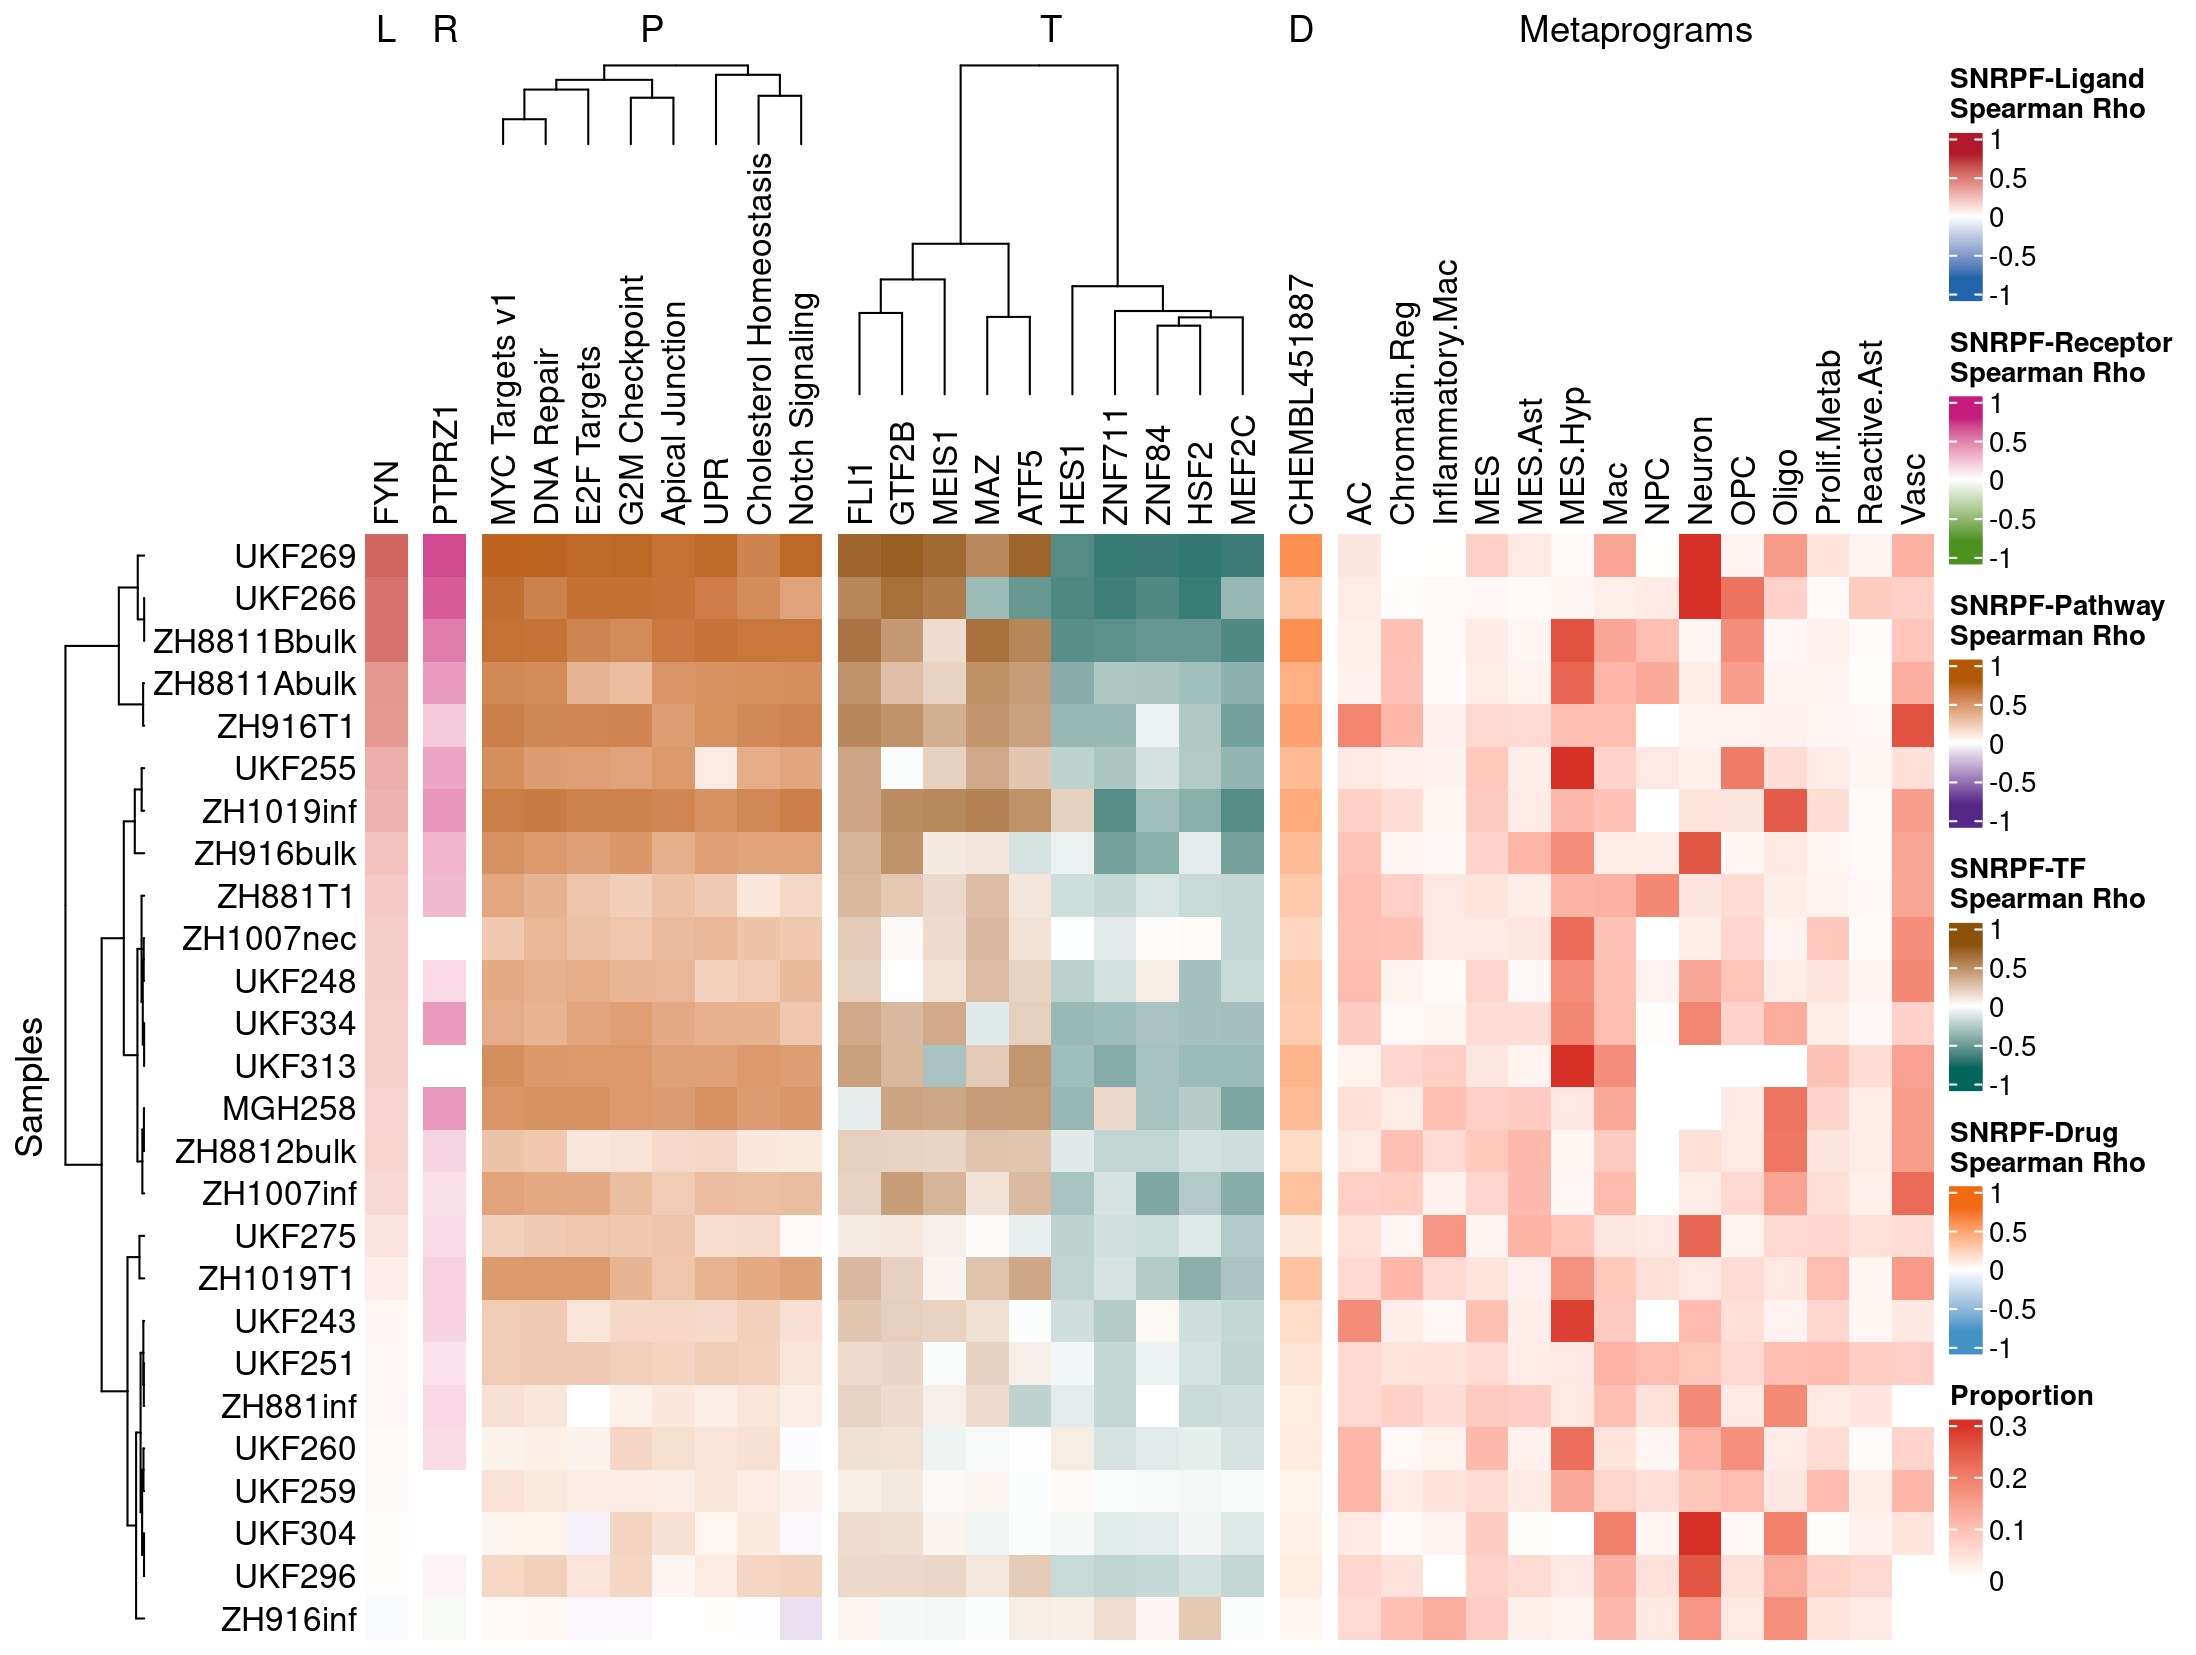 L R P T D Metaprograms
FYN
PTPRZ1
MYC Targets v1
DNA Repair
E2F Targets
G2M Checkpoint
Apical Junction
UPR
Cholesterol Homeostasis
Notch Signaling
FLI1
GTF2B
MEIS1
MAZ
ATF5
HES1
ZNF711
ZNF84
HSF2
MEF2C
CHEMBL4451887
AC
Chromatin.Reg
Inflammatory.Mac
MES
MES.Ast
MES.Hyp
Mac
NPC
Neuron
OPC
Oligo
Prolif.Metab
Reactive.Ast
Vasc
Samples
UKF269
UKF266
ZH8811Bbulk
ZH8811Abulk
ZH916T1
UKF255
ZH1019inf
ZH916bulk
ZH881T1
ZH1007nec
UKF248
UKF334
UKF313
MGH258
ZH8812bulk
ZH1007inf
UKF275
ZH1019T1
UKF243
UKF251
ZH881inf
UKF260
UKF259
UKF304
UKF296
ZH916inf
SNRPF-Ligand
Spearman Rho
1
0.5
0
-0.5
-1
SNRPF-Receptor
Spearman Rho
1
0.5
0
-0.5
-1
SNRPF-Pathway
Spearman Rho
1
0.5
0
-0.5
-1
SNRPF-TF
Spearman Rho
1
0.5
0
-0.5
-1
SNRPF-Drug
Spearman Rho
1
0.5
0
-0.5
-1
Proportion
0.3
0.2
0.1
0